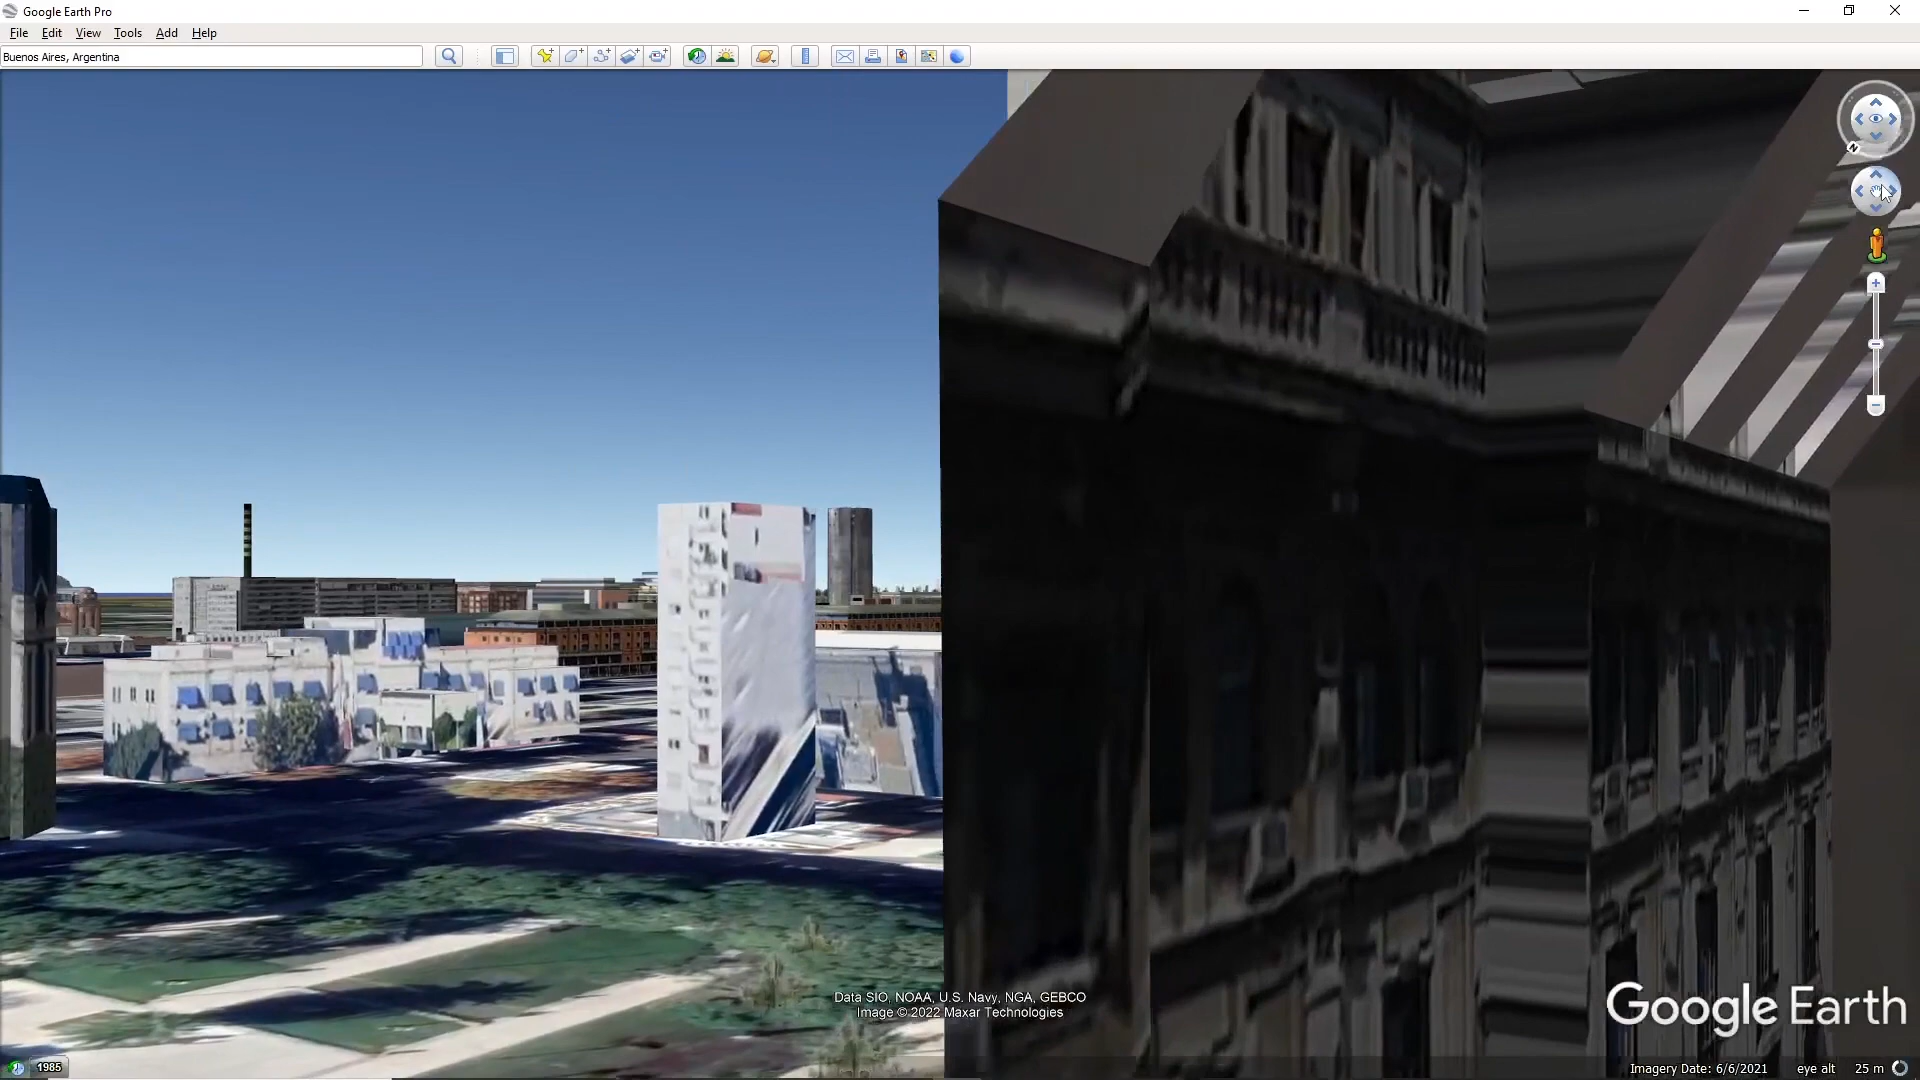 Google Earth Pro
File Edit View Tools Add Help
Buenos Aires, Argentina
N
Data SIO, NOAA, U.S. Navy, NGA, GEBCO
Image © 2022 Maxar Technologies
Google Earth
1985
Imagery Date: 6/6/2021 eye alt 25 m